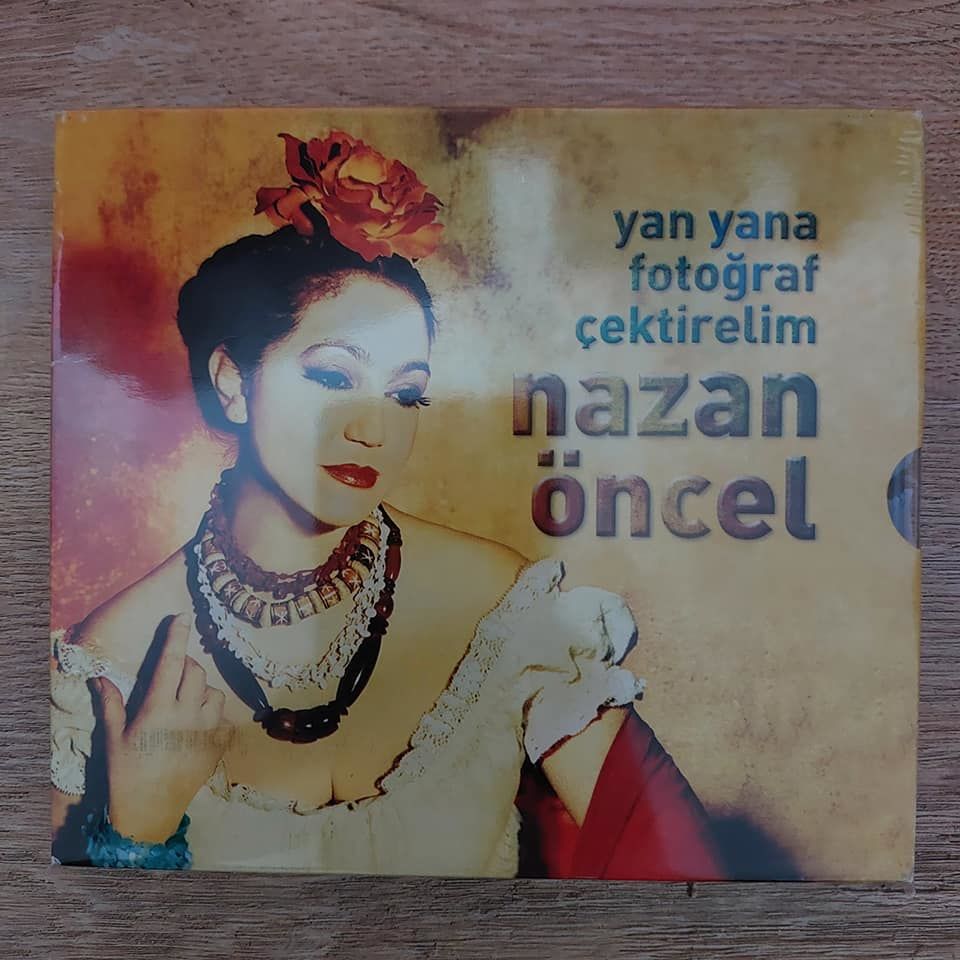 yan yana
fotoğraf
çektirelim
nazan
öncel